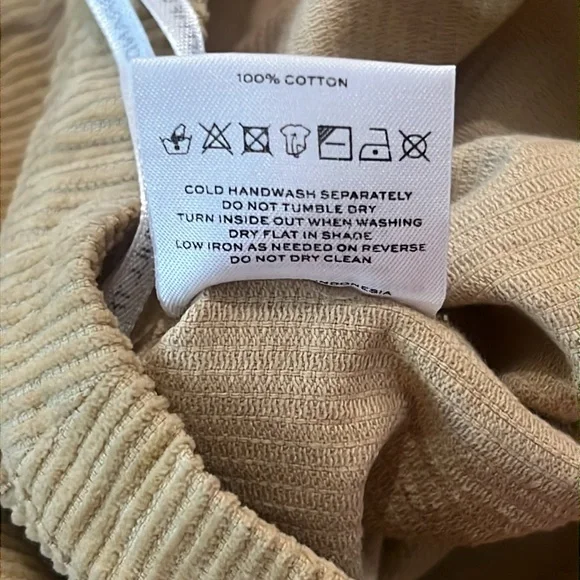 100% COTTON
COLD HANDWASH SEPARATELY
DO NOT TUMBLE DRY
TURN INSIDE OUT WHEN WASHING
DRY FLAT IN SHADE
LOW IRON AS NEEDED ON REVERSE
DO NOT DRY CLEAN
INDONESIA